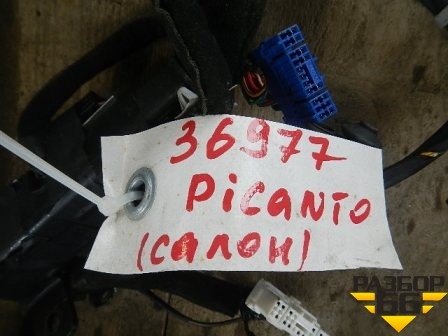 36977
Picanto
(салон)
РАЗБОР
66